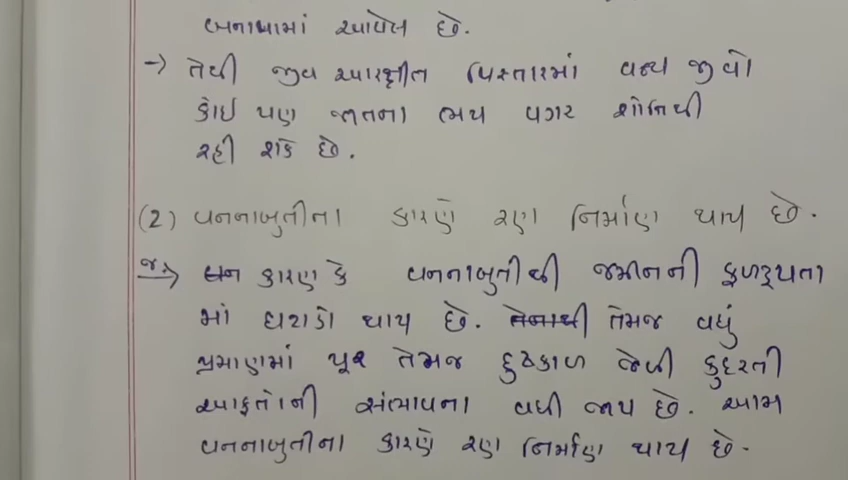 બનાવામાં આવેલ છે.
→ તેથી જીવ આરક્ષીત વિસ્તારમાં વન્ય જીવો
કોઇ પણ જાતના ભય વગર શાંતિથી
રહી શકે છે.
(2) વનનાબુતીના કારણે રણ નિર્માણ થાય છે.
જ.→ કારણ કે વનનાબુતીથી જમીનની ફળદ્રુપતા
માં ઘટાડો થાય છે. તેનાથી તેમજ વધું
પ્રમાણમાં પૂર તેમજ દુષ્કાળ જેવી કુદરતી
આફતોની સંભાવના વધી જાય છે. આમ
વનનાબુતીના કારણે રણ નિર્માણ થાય છે.